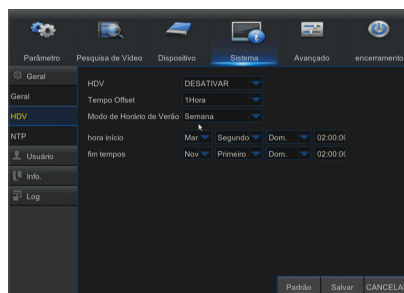 Parâmetro Pesquisa de Vídeo Dispositivo Sistema Avançado encerramento
Geral
Geral
HDV
NTP
Usuário
Info.
Log
HDV DESATIVAR
Tempo Offset 1Hora
Modo de Horário de Verão Semana
hora início Mar Segundo Dom. 02:00:00
fim tempos Nov Primeiro Dom. 02:00:00
Padrão Salvar CANCELA